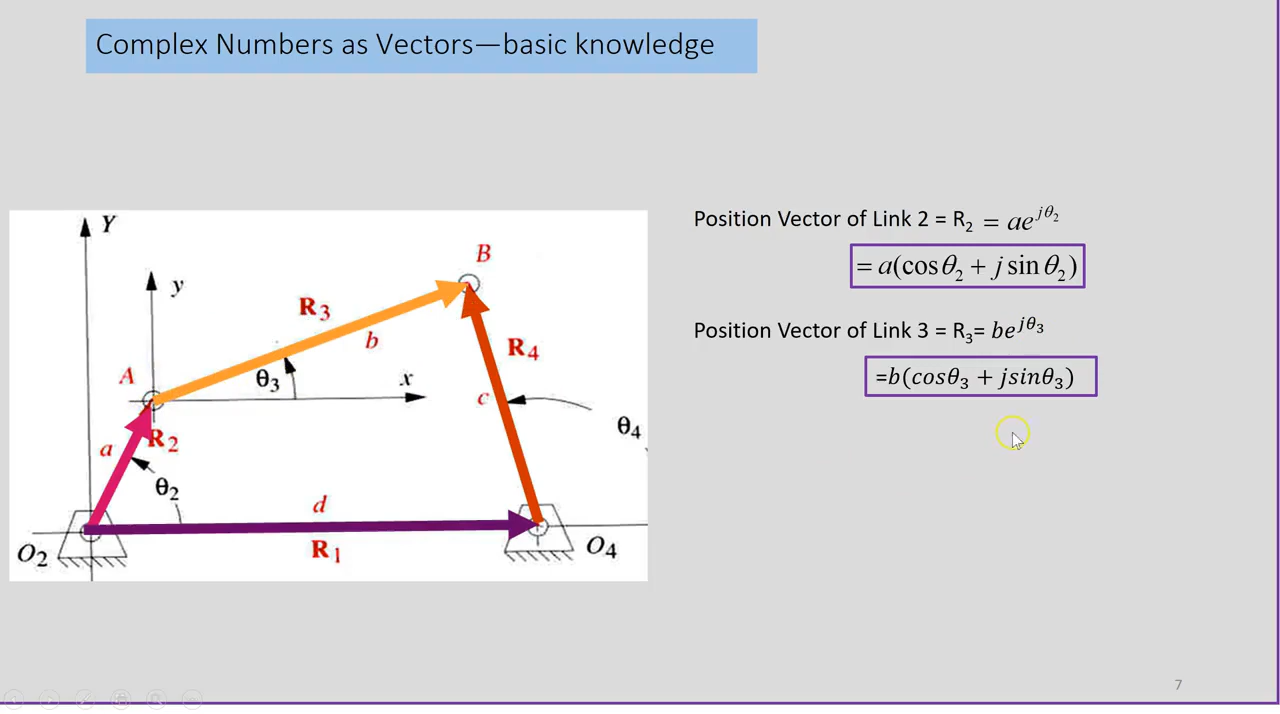 Complex Numbers as Vectors—basic knowledge
Y
y
B
R3
b
R4
A
θ3
x
c
θ4
a
R2
θ2
d
O2
R1
O4
Position Vector of Link 2 = R₂ = ae^{jθ₂}
= a(cosθ₂ + j sinθ₂)
Position Vector of Link 3 = R₃= be^{jθ₃}
=b(cosθ₃ + jsinθ₃)
7